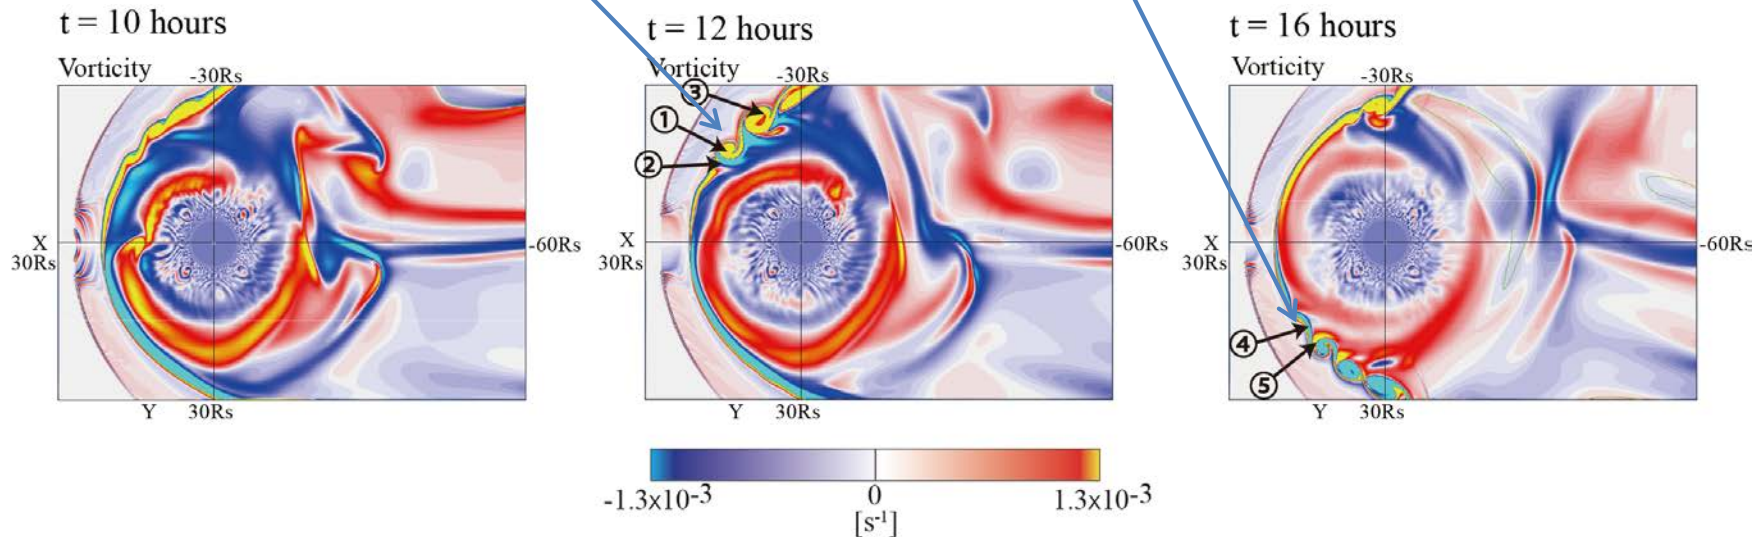 t = 10 hours
Vorticity
-30Rs
X
30Rs
-60Rs
Y
30Rs
t = 12 hours
Vorticity
-30Rs
③
①
②
X
30Rs
-60Rs
Y
30Rs
t = 16 hours
Vorticity
-30Rs
X
30Rs
-60Rs
④
⑤
Y
30Rs
-1.3x10-3
0
1.3x10-3
[s-1]